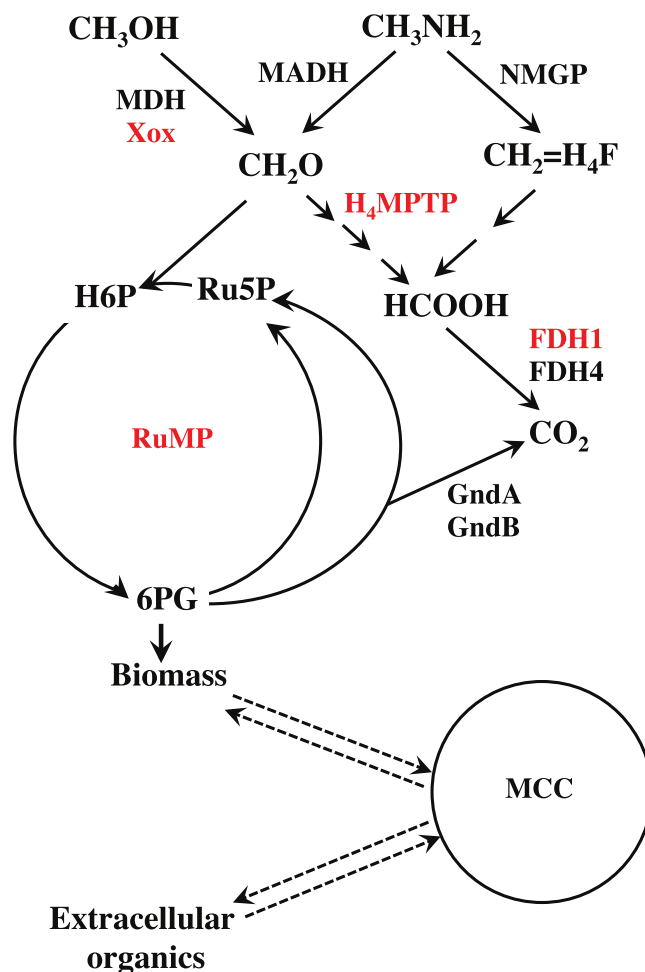 CH₃OH
CH₃NH₂
MADH
NMGP
MDH
Xox
CH₂O
CH₂=H₄F
H₄MPTP
H6P
Ru5P
HCOOH
FDH1
FDH4
RuMP
CO₂
GndA
GndB
6PG
Biomass
MCC
Extracellular
organics